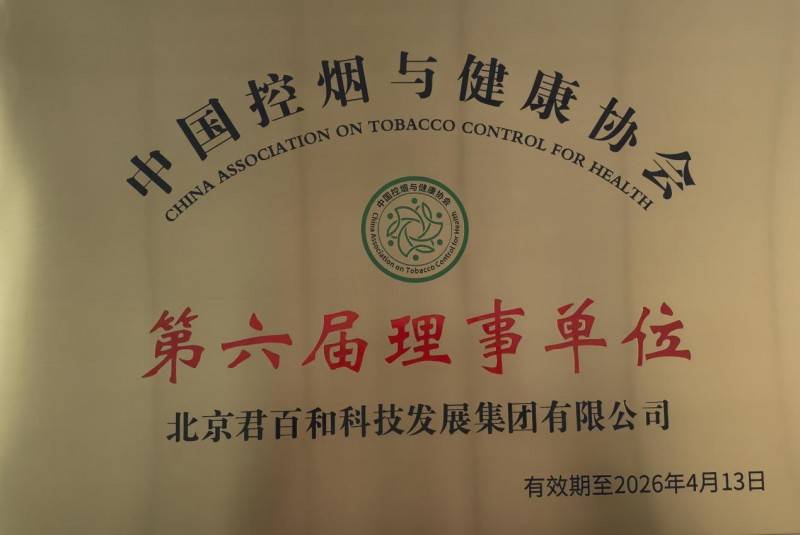 中国控烟与健康协会
CHINA ASSOCIATION ON TOBACCO CONTROL FOR HEALTH
中国控烟与健康协会
China Association on Tobacco Control for Health
第六届理事单位
北京君百和科技发展集团有限公司
有效期至2026年4月13日